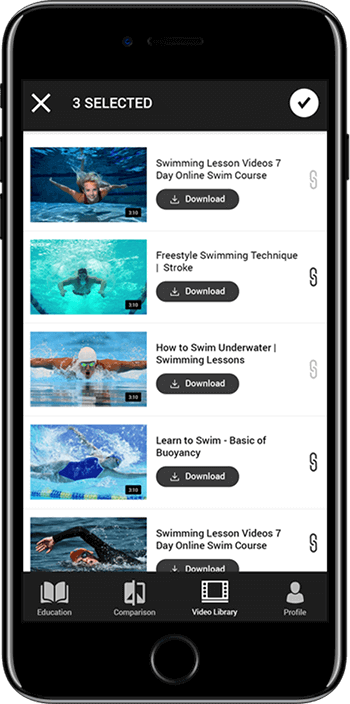 3 SELECTED
Swimming Lesson Videos 7
Day Online Swim Course
Download
3:10
Freestyle Swimming Technique
| Stroke
Download
3:10
How to Swim Underwater |
Swimming Lessons
Download
3:10
Learn to Swim - Basic of
Buoyancy
Download
3:10
Swimming Lesson Videos 7
Day Online Swim Course
Download
Education
Comparison
Video Library
Profile